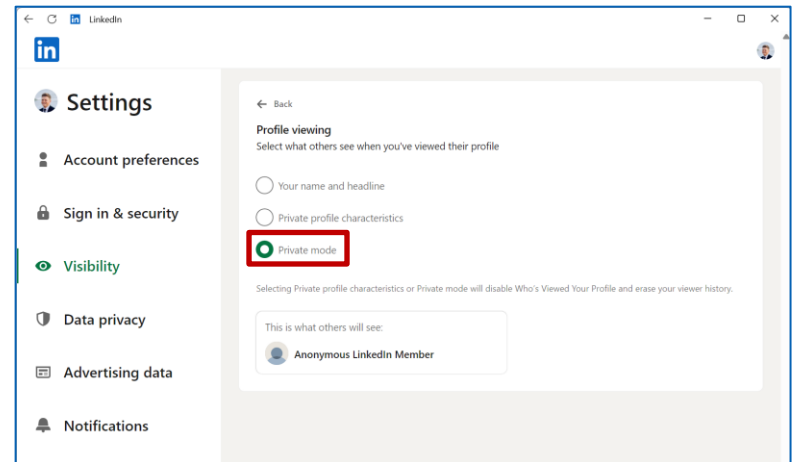 in LinkedIn
in
Settings
Account preferences
Sign in & security
Visibility
Data privacy
Advertising data
Notifications
Back
Profile viewing
Select what others see when you've viewed their profile
Your name and headline
Private profile characteristics
Private mode
Selecting Private profile characteristics or Private mode will disable Who's Viewed Your Profile and erase your viewer history.
This is what others will see:
Anonymous LinkedIn Member